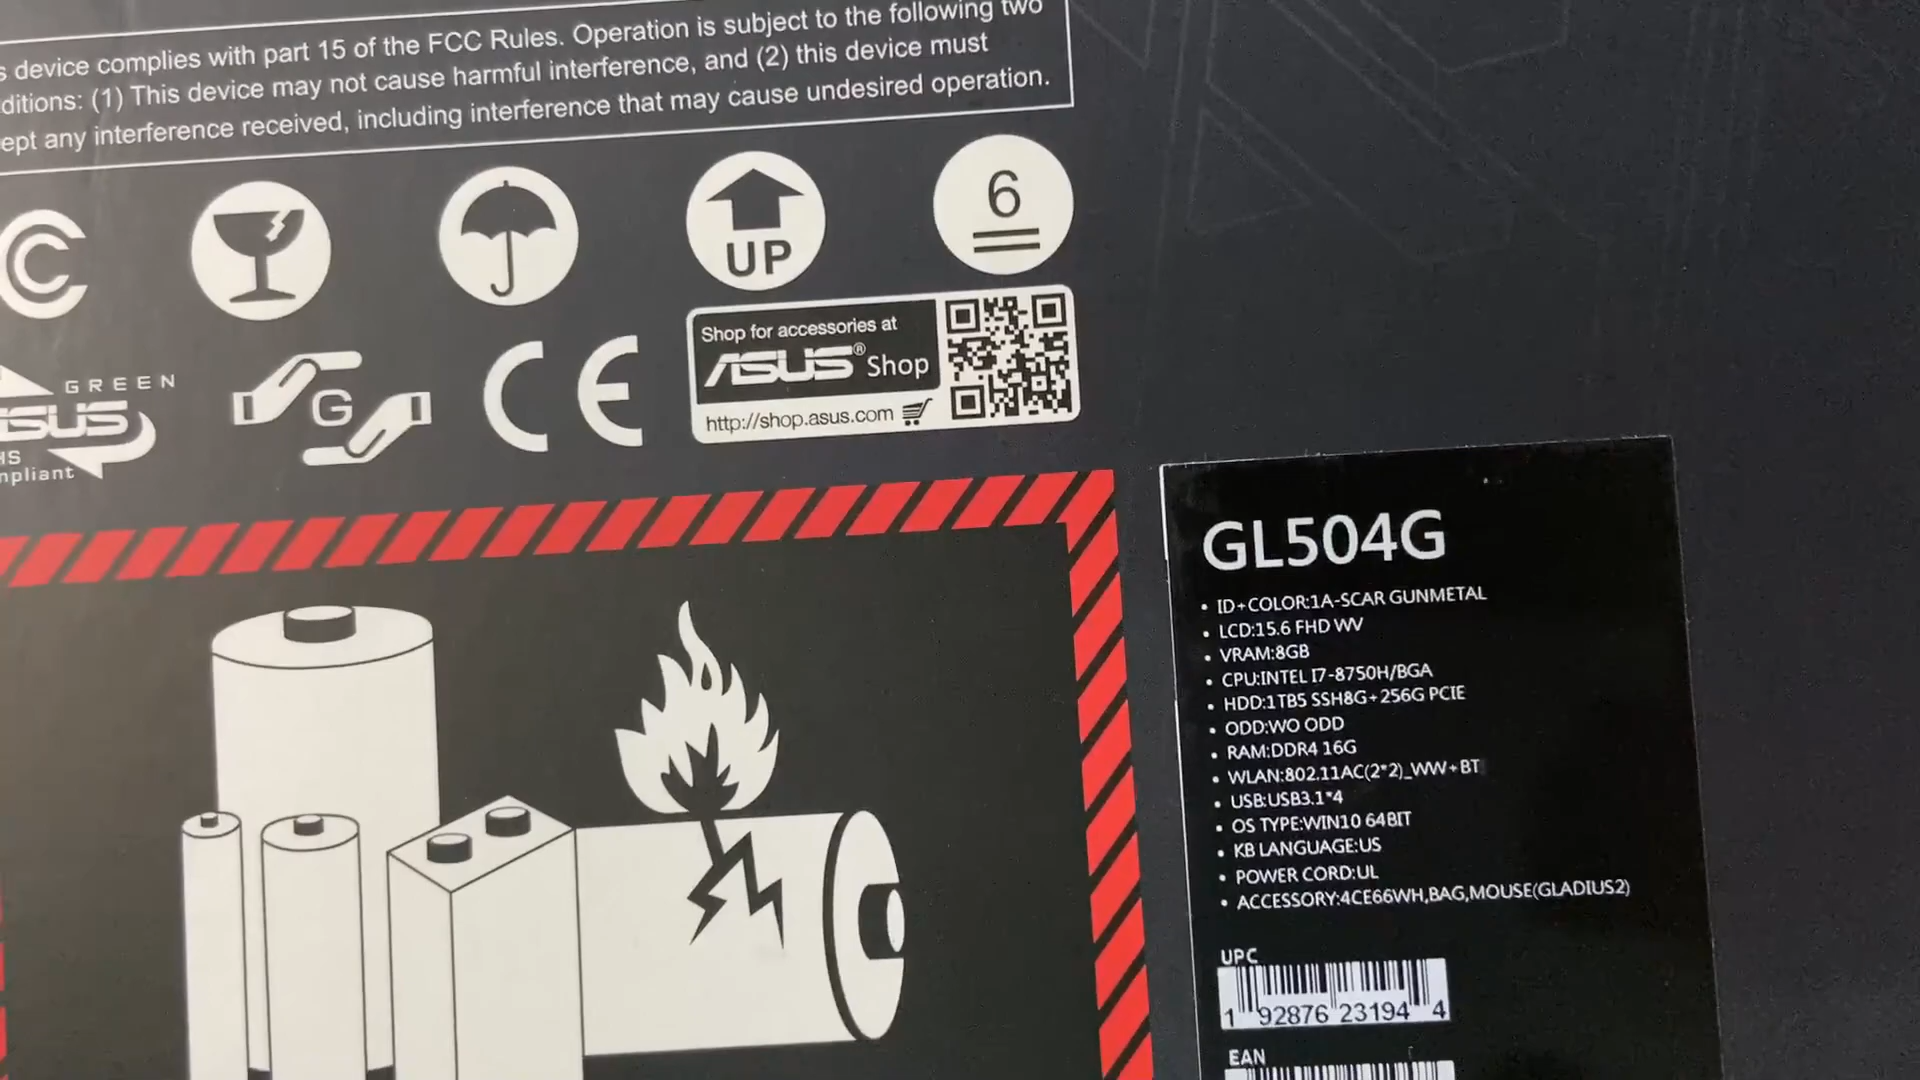 device complies with part 15 of the FCC Rules. Operation is subject to the following two
ditions: (1) This device may not cause harmful interference, and (2) this device must
ept any interference received, including interference that may cause undesired operation.
UP
6
Shop for accessories at
ASUS® Shop
http://shop.asus.com
GREEN
ASUS
mpliant
G
CE
GL504G
• ID+COLOR:1A-SCAR GUNMETAL
• LCD:15.6 FHD WV
• VRAM:8GB
• CPU:INTEL I7-8750H/BGA
• HDD:1TB5 SSH8G+256G PCIE
• ODD:WO ODD
• RAM:DDR4 16G
• WLAN:802.11AC(2*2)_WW+BT
• USB:USB3.1*4
• OS TYPE:WIN10 64BIT
• KB LANGUAGE:US
• POWER CORD:UL
• ACCESSORY:4CE66WH,BAG,MOUSE(GLADIUS2)
UPC
1 92876 23194 4
EAN